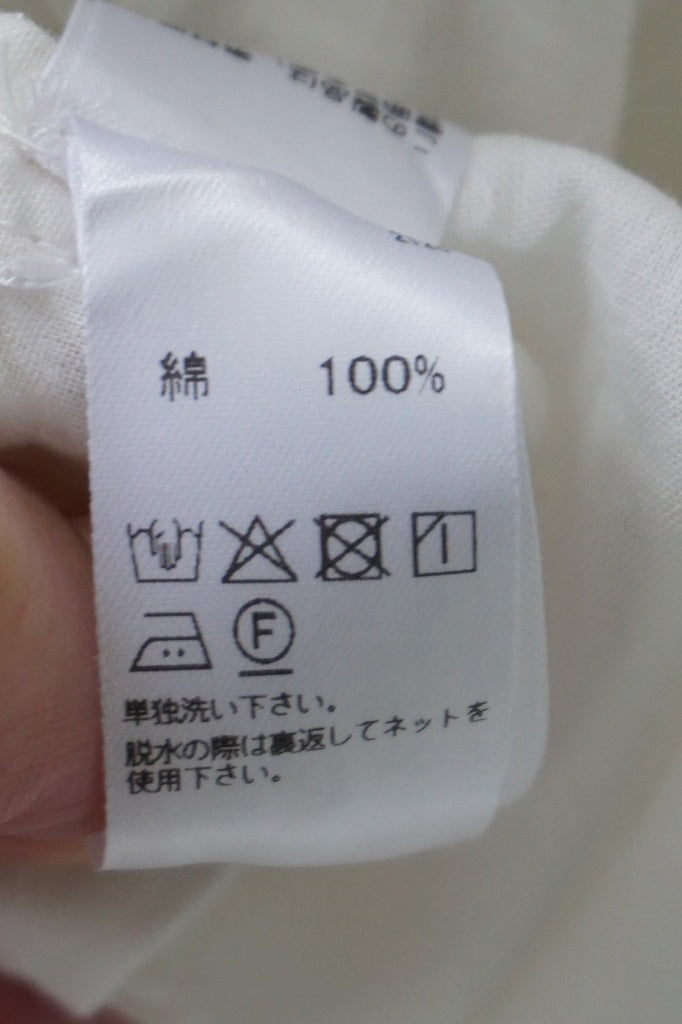 綿 100%
F
単独洗い下さい。
脱水の際は裏返してネットを
使用下さい。